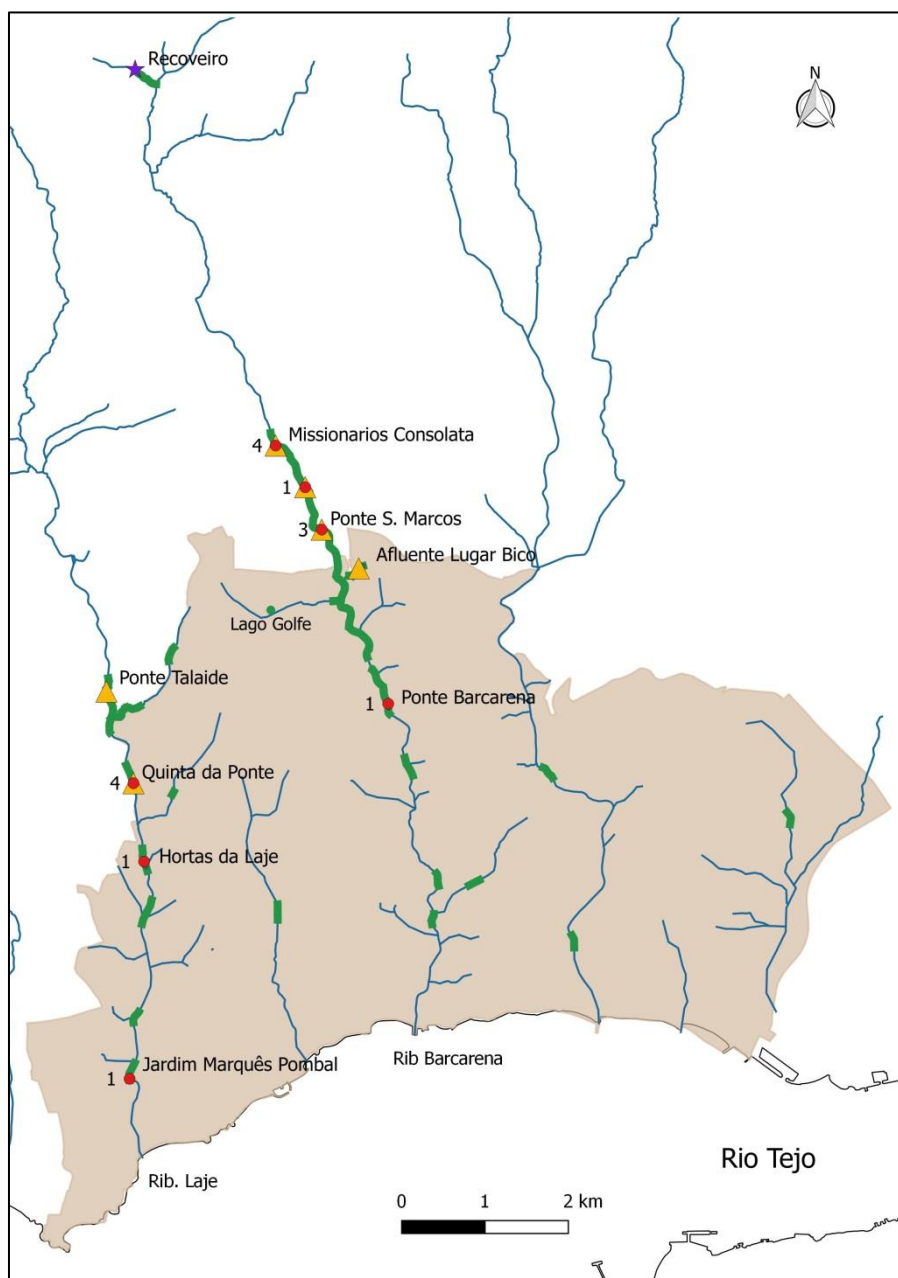 Recoveiro
N
4 Missionarios Consolata
1
3 Ponte S. Marcos
Afluente Lugar Bico
Lago Golfe
Ponte Talaide
1 Ponte Barcarena
4 Quinta da Ponte
1 Hortas da Laje
Rib Barcarena
1 Jardim Marquês Pombal
Rio Tejo
Rib. Laje
0 1 2 km